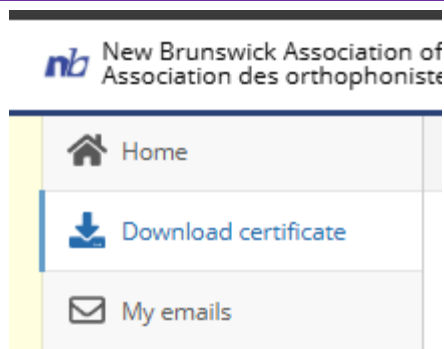 nb New Brunswick Association of
Association des orthophoniste
Home
Download certificate
My emails